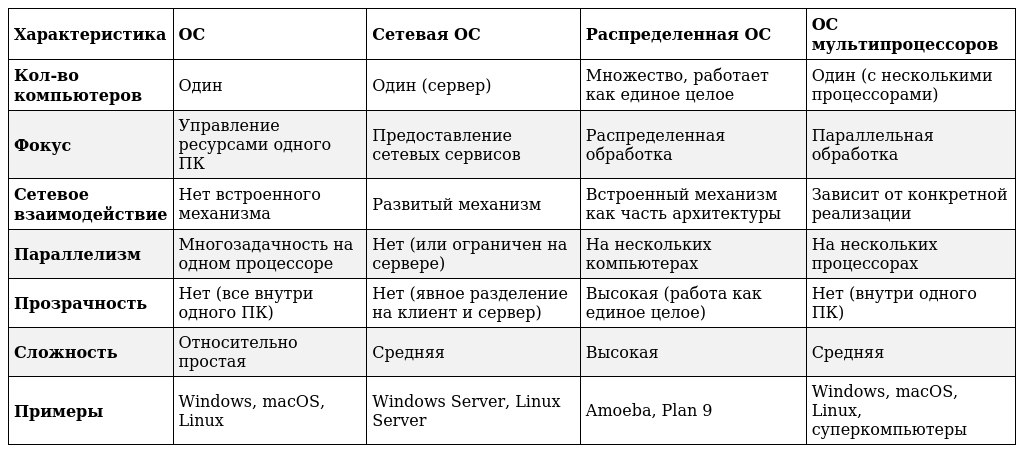 Характеристика
ОС
Сетевая ОС
Распределенная ОС
ОС
мультипроцессоров
Кол-во
компьютеров
Один
Один (сервер)
Множество, работает
как единое целое
Один (с несколькими
процессорами)
Фокус
Управление
ресурсами одного
ПК
Предоставление
сетевых сервисов
Распределенная
обработка
Параллельная
обработка
Сетевое
взаимодействие
Нет встроенного
механизма
Развитый механизм
Встроенный механизм
как часть архитектуры
Зависит от конкретной
реализации
Параллелизм
Многозадачность на
одном процессоре
Нет (или ограничен на
сервере)
На нескольких
компьютерах
На нескольких
процессорах
Прозрачность
Нет (все внутри
одного ПК)
Нет (явное разделение
на клиент и сервер)
Высокая (работа как
единое целое)
Нет (внутри одного
ПК)
Сложность
Относительно
простая
Средняя
Высокая
Средняя
Примеры
Windows, macOS,
Linux
Windows Server, Linux
Server
Amoeba, Plan 9
Windows, macOS,
Linux,
суперкомпьютеры